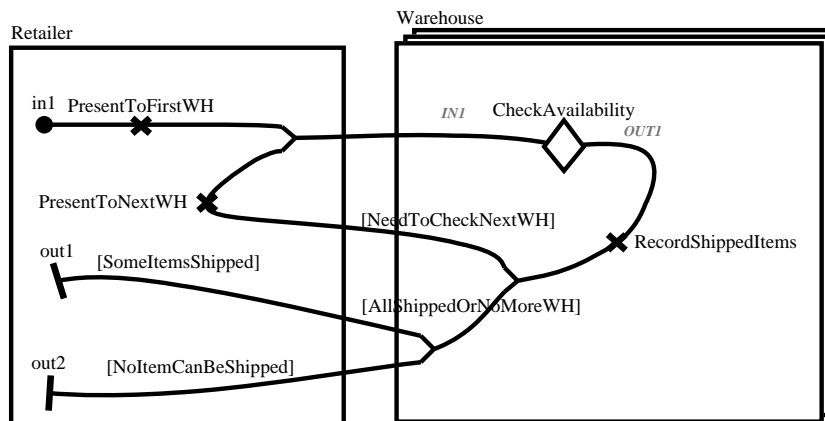 Warehouse
Retailer
in1
PresentToFirstWH
IN1
CheckAvailability
OUT1
PresentToNextWH
[NeedToCheckNextWH]
RecordShippedItems
out1
[SomeItemsShipped]
[AllShippedOrNoMoreWH]
out2
[NoItemCanBeShipped]